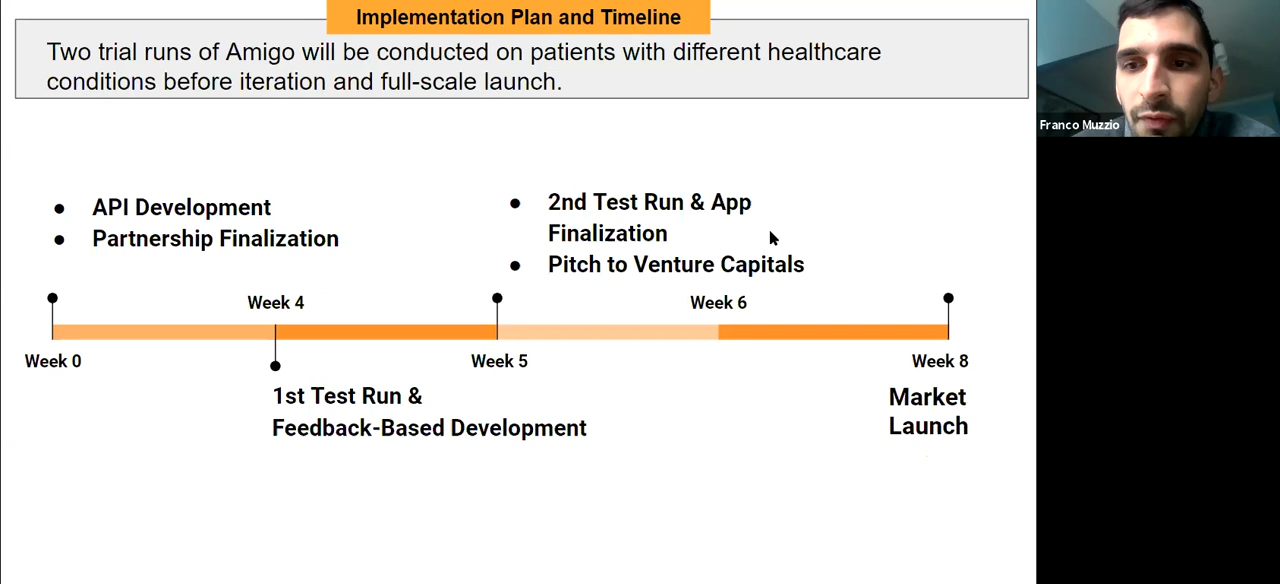 Implementation Plan and Timeline
Two trial runs of Amigo will be conducted on patients with different healthcare
conditions before iteration and full-scale launch.
Franco Muzzio
● API Development
● Partnership Finalization
● 2nd Test Run & App
Finalization
● Pitch to Venture Capitals
Week 4
Week 6
Week 0
Week 5
Week 8
1st Test Run &
Feedback-Based Development
Market
Launch